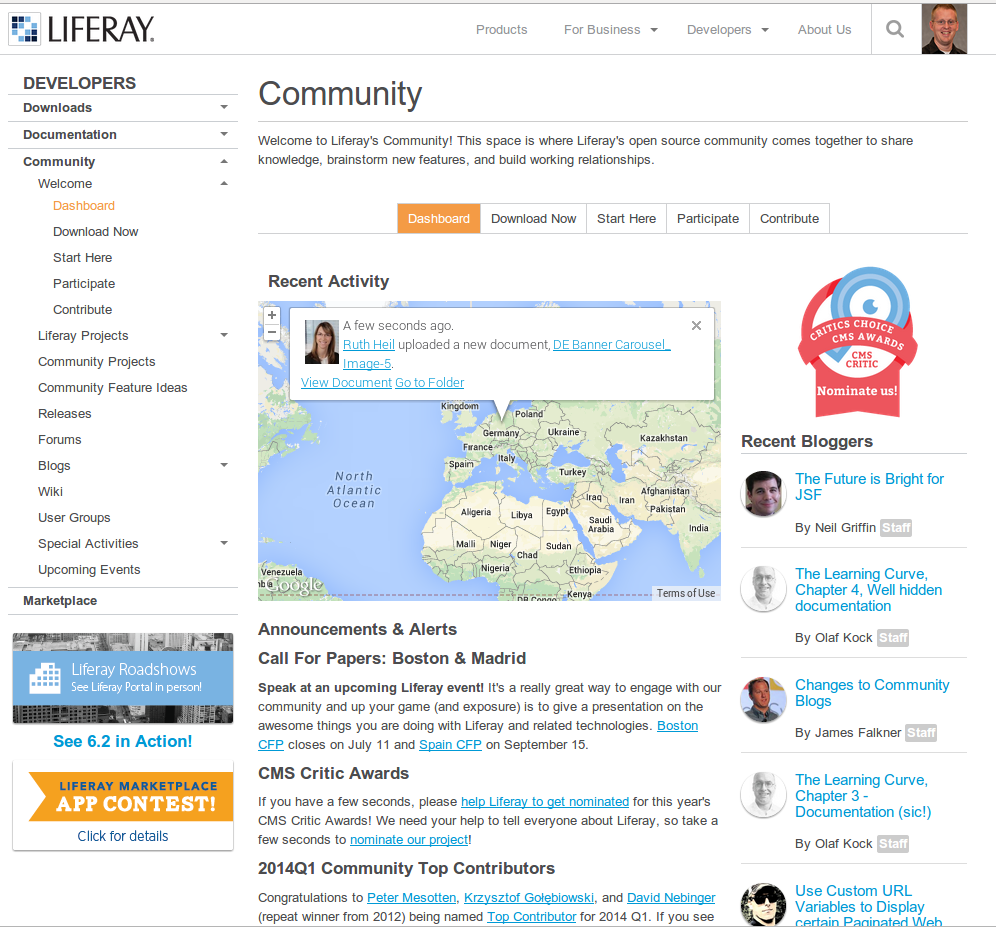 LIFERAY.
Products
For Business
Developers
About Us
DEVELOPERS
Downloads
Documentation
Community
Welcome
Dashboard
Download Now
Start Here
Participate
Contribute
Liferay Projects
Community Projects
Community Feature Ideas
Releases
Forums
Blogs
Wiki
User Groups
Special Activities
Upcoming Events
Marketplace
Liferay Roadshows
See Liferay Portal in person!
See 6.2 in Action!
LIFERAY MARKETPLACE
APP CONTEST!
Click for details
Community
Welcome to Liferay's Community! This space is where Liferay's open source community comes together to share
knowledge, brainstorm new features, and build working relationships.
Dashboard
Download Now
Start Here
Participate
Contribute
Recent Activity
+
−
A few seconds ago.
Ruth Heil uploaded a new document, DE Banner Carousel_
Image-5.
View Document Go to Folder
Kingdom
Poland
Germany
Ukraine
Kazakhstan
France
Italy
Spain
Turkey
North
Atlantic
Ocean
Iraq
Iran
Afghanistan
Pakistan
Algeria
Libya
Egypt
Saudi
Arabia
India
Mali
Niger
Sudan
Chad
Nigeria
Ethiopia
Venezuela
Kenya
DR Congo
Google
Terms of Use
Announcements & Alerts
Call For Papers: Boston & Madrid
Speak at an upcoming Liferay event! It's a really great way to engage with our
community and up your game (and exposure) is to give a presentation on the
awesome things you are doing with Liferay and related technologies. Boston
CFP closes on July 11 and Spain CFP on September 15.
CMS Critic Awards
If you have a few seconds, please help Liferay to get nominated for this year's
CMS Critic Awards! We need your help to tell everyone about Liferay, so take a
few seconds to nominate our project!
2014Q1 Community Top Contributors
Congratulations to Peter Mesotten, Krzysztof Gołębiowski, and David Nebinger
(repeat winner from 2012) being named Top Contributor for 2014 Q1. If you see
CRITICS CHOICE
CMS AWARDS
CMS
CRITIC
Nominate us!
Recent Bloggers
The Future is Bright for
JSF
By Neil Griffin Staff
The Learning Curve,
Chapter 4, Well hidden
documentation
By Olaf Kock Staff
Changes to Community
Blogs
By James Falkner Staff
The Learning Curve,
Chapter 3 -
Documentation (sic!)
By Olaf Kock Staff
Use Custom URL
Variables to Display
certain Paginated Web